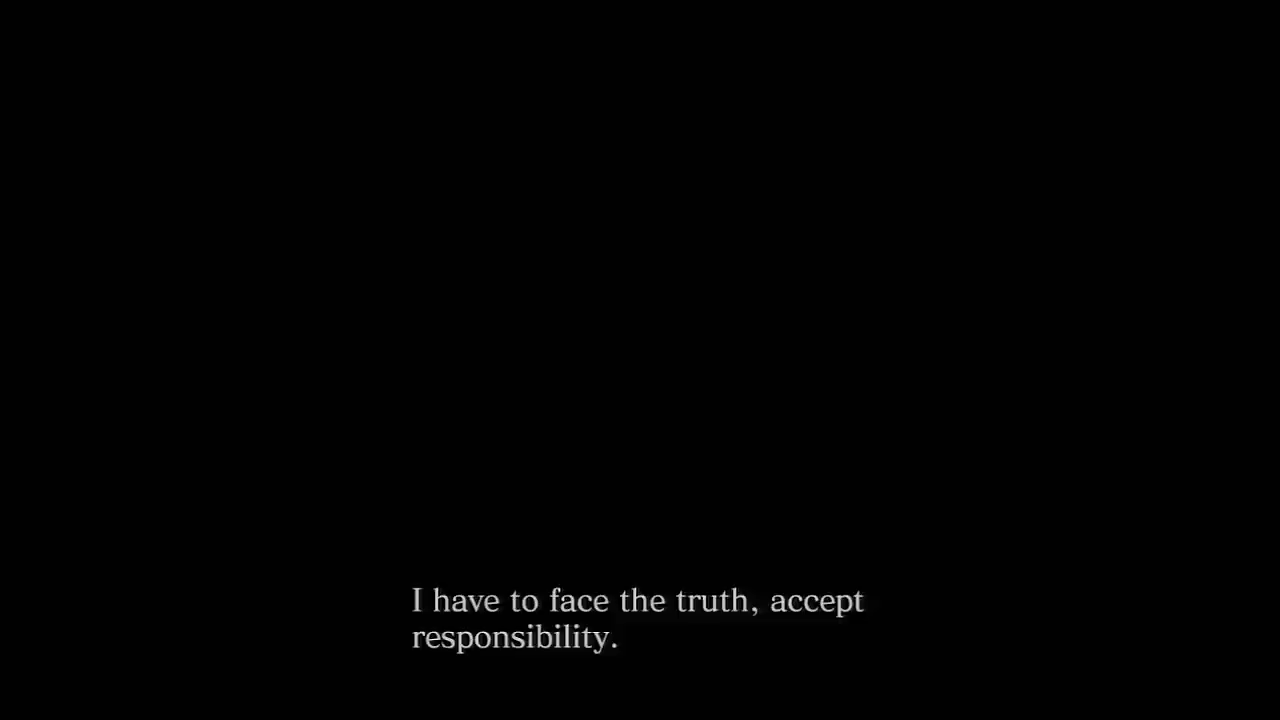 I have to face the truth, accept
responsibility.